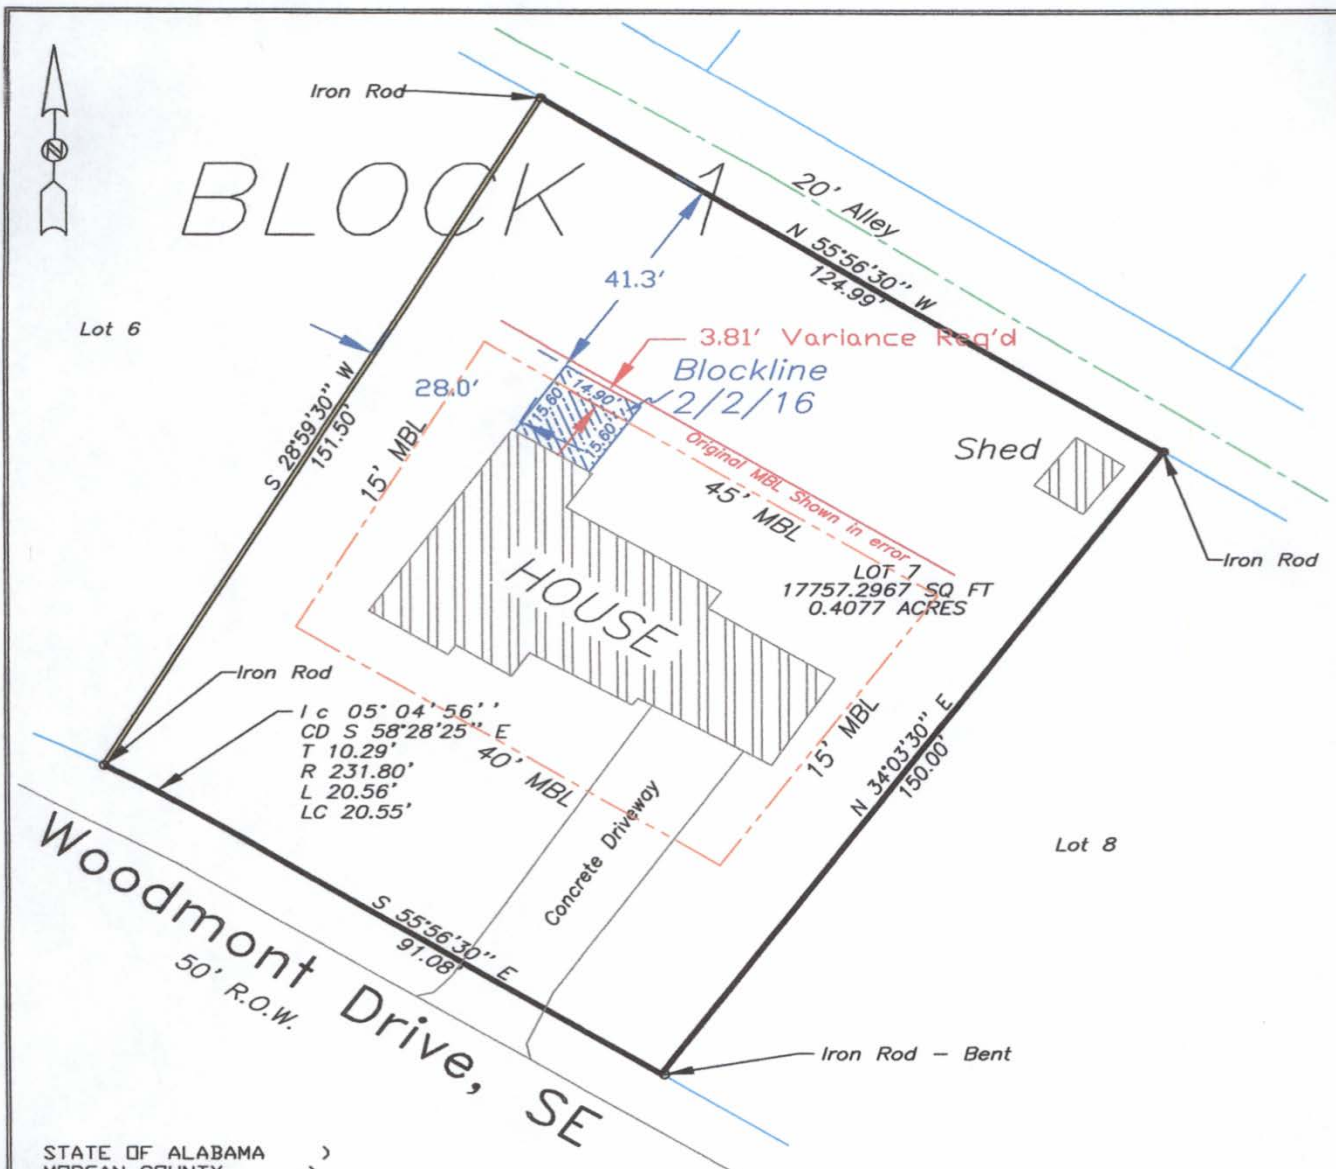 Iron Rod
N
BLOCK 1
20' Alley
N 55°56'30'' W
124.99'
41.3'
Lot 6
3.81' Variance Req'd
Blockline
2/2/16
28.0'
14.90'
15.60'
15.60'
S 28°59'30'' W
151.50'
15' MBL
Original MBL Shown in error
45' MBL
Shed
Iron Rod
LOT 7
17757.2967 SQ FT
0.4077 ACRES
HOUSE
Iron Rod
1c 05°04'56''
CD S 58°28'25'' E
T 10.29'
R 231.80'
L 20.56'
LC 20.55'
40' MBL
15' MBL
N 34°03'30'' E
150.00'
Concrete Driveway
Lot 8
S 55°56'30'' E
91.08'
Woodmont Drive, SE
50' R.O.W.
Iron Rod - Bent
STATE OF ALABAMA )
MORGAN COUNTY )